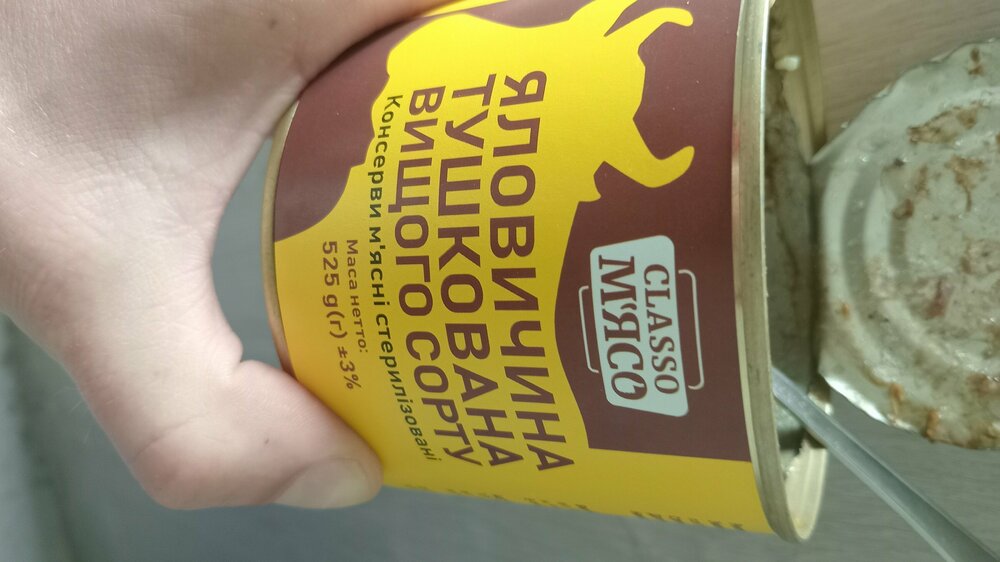 CLASSO
М'ЯСО
ЯЛОВИЧИНА
ТУШКОВАНА
ВИЩОГО СОРТУ
Консерви м'ясні стерилізовані
Маса нетто:
525 g(г) ±3%